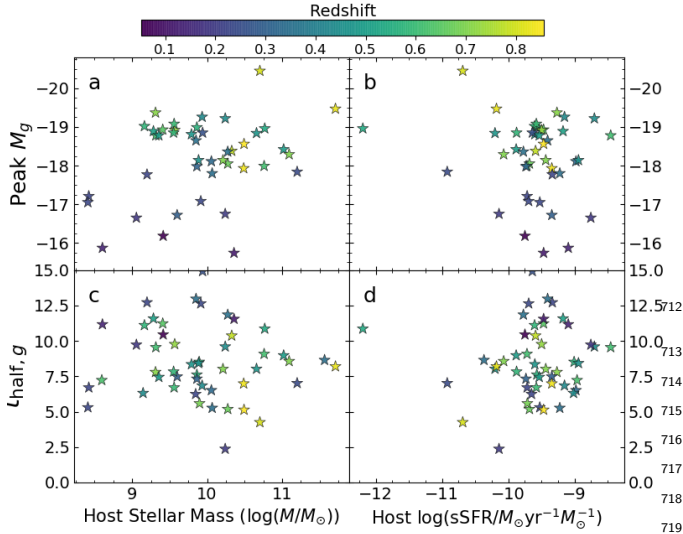 Redshift
0.1 0.2 0.3 0.4 0.5 0.6 0.7 0.8
a b
Peak M_g
−20 −19 −18 −17 −16
−20 −19 −18 −17 −16
c d
t_half, g
15.0 12.5 10.0 7.5 5.0 2.5 0.0
15.0 12.5 10.0 7.5 5.0 2.5 0.0
9 10 11
−12 −11 −10 −9
Host Stellar Mass (log(M/M⊙))
Host log(sSFR/M⊙yr⁻¹M⊙⁻¹)
712
713
714
715
716
717
718
719